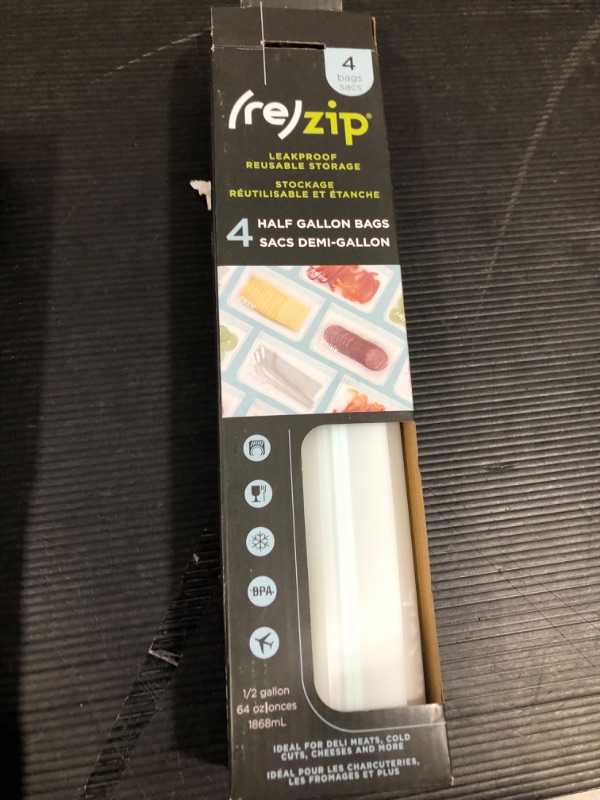 4
bags
sacs
(re)zip®
LEAKPROOF
REUSABLE STORAGE
STOCKAGE
RÉUTILISABLE ET ÉTANCHE
4 HALF GALLON BAGS
SACS DEMI-GALLON
BPA
1/2 gallon
64 oz|onces
1868mL
IDEAL FOR DELI MEATS, COLD
CUTS, CHEESES AND MORE
IDÉAL POUR LES CHARCUTERIES,
LES FROMAGES ET PLUS